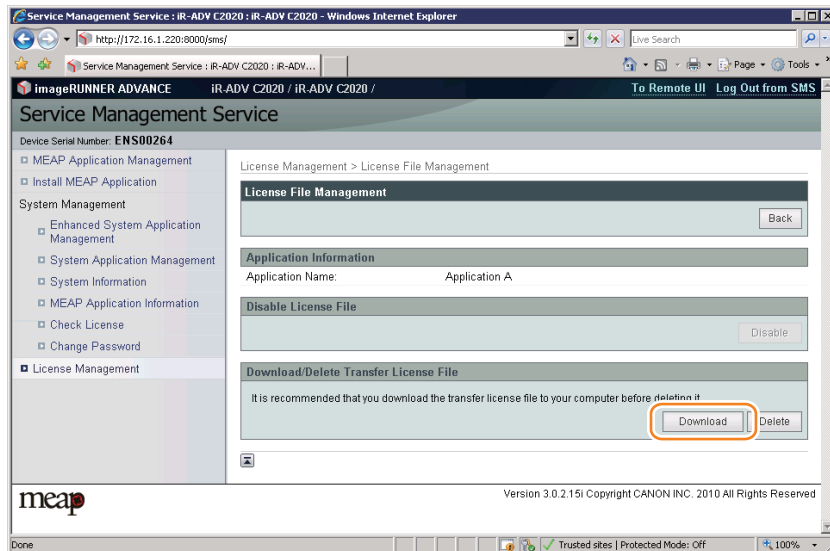 Service Management Service : iR-ADV C2020 : iR-ADV C2020 - Windows Internet Explorer
http://172.16.1.220:8000/sms/
Live Search
Service Management Service : iR-ADV C2020 : iR-ADV...
Page
Tools
imageRUNNER ADVANCE iR-ADV C2020 / iR-ADV C2020 /
To Remote UI Log Out from SMS
Service Management Service
Device Serial Number: ENS00264
MEAP Application Management
Install MEAP Application
System Management
Enhanced System Application
Management
System Application Management
System Information
MEAP Application Information
Check License
Change Password
License Management
License Management > License File Management
License File Management
Back
Application Information
Application Name: Application A
Disable License File
Disable
Download/Delete Transfer License File
It is recommended that you download the transfer license file to your computer before deleting it.
Download Delete
meap
Version 3.0.2.15i Copyright CANON INC. 2010 All Rights Reserved
Done
Trusted sites | Protected Mode: Off
100%